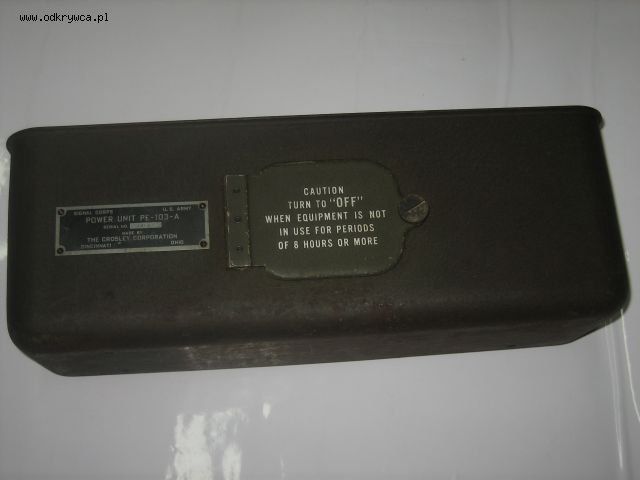 www.odkrywca.pl
SIGNAL CORPS U.S. ARMY
POWER UNIT PE-103-A
SERIAL NO.
MADE BY
THE CROSLEY CORPORATION
CINCINNATI OHIO
CAUTION
TURN TO "OFF"
WHEN EQUIPMENT IS NOT
IN USE FOR PERIODS
OF 8 HOURS OR MORE